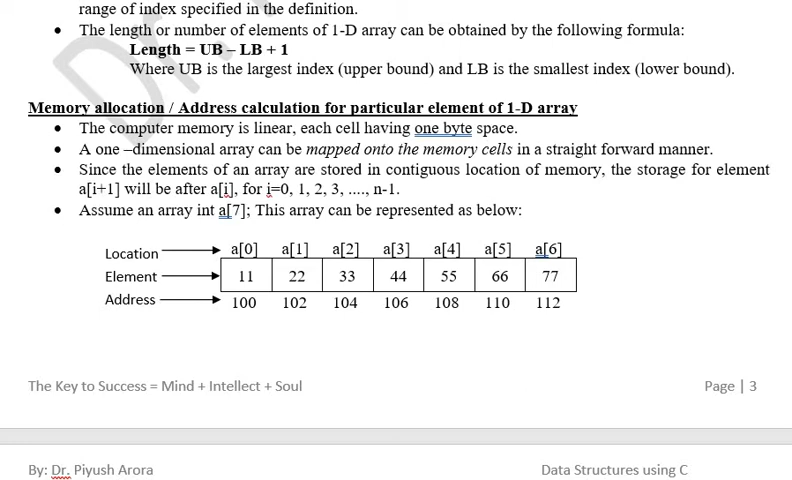 range of index specified in the definition.
• The length or number of elements of 1-D array can be obtained by the following formula:
Length = UB – LB + 1
Where UB is the largest index (upper bound) and LB is the smallest index (lower bound).
Memory allocation / Address calculation for particular element of 1-D array
• The computer memory is linear, each cell having one byte space.
• A one –dimensional array can be mapped onto the memory cells in a straight forward manner.
• Since the elements of an array are stored in contiguous location of memory, the storage for element
a[i+1] will be after a[i], for i=0, 1, 2, 3, ...., n-1.
• Assume an array int a[7]; This array can be represented as below:
Location a[0] a[1] a[2] a[3] a[4] a[5] a[6]
Element 11 22 33 44 55 66 77
Address 100 102 104 106 108 110 112
The Key to Success = Mind + Intellect + Soul Page | 3
By: Dr. Piyush Arora Data Structures using C